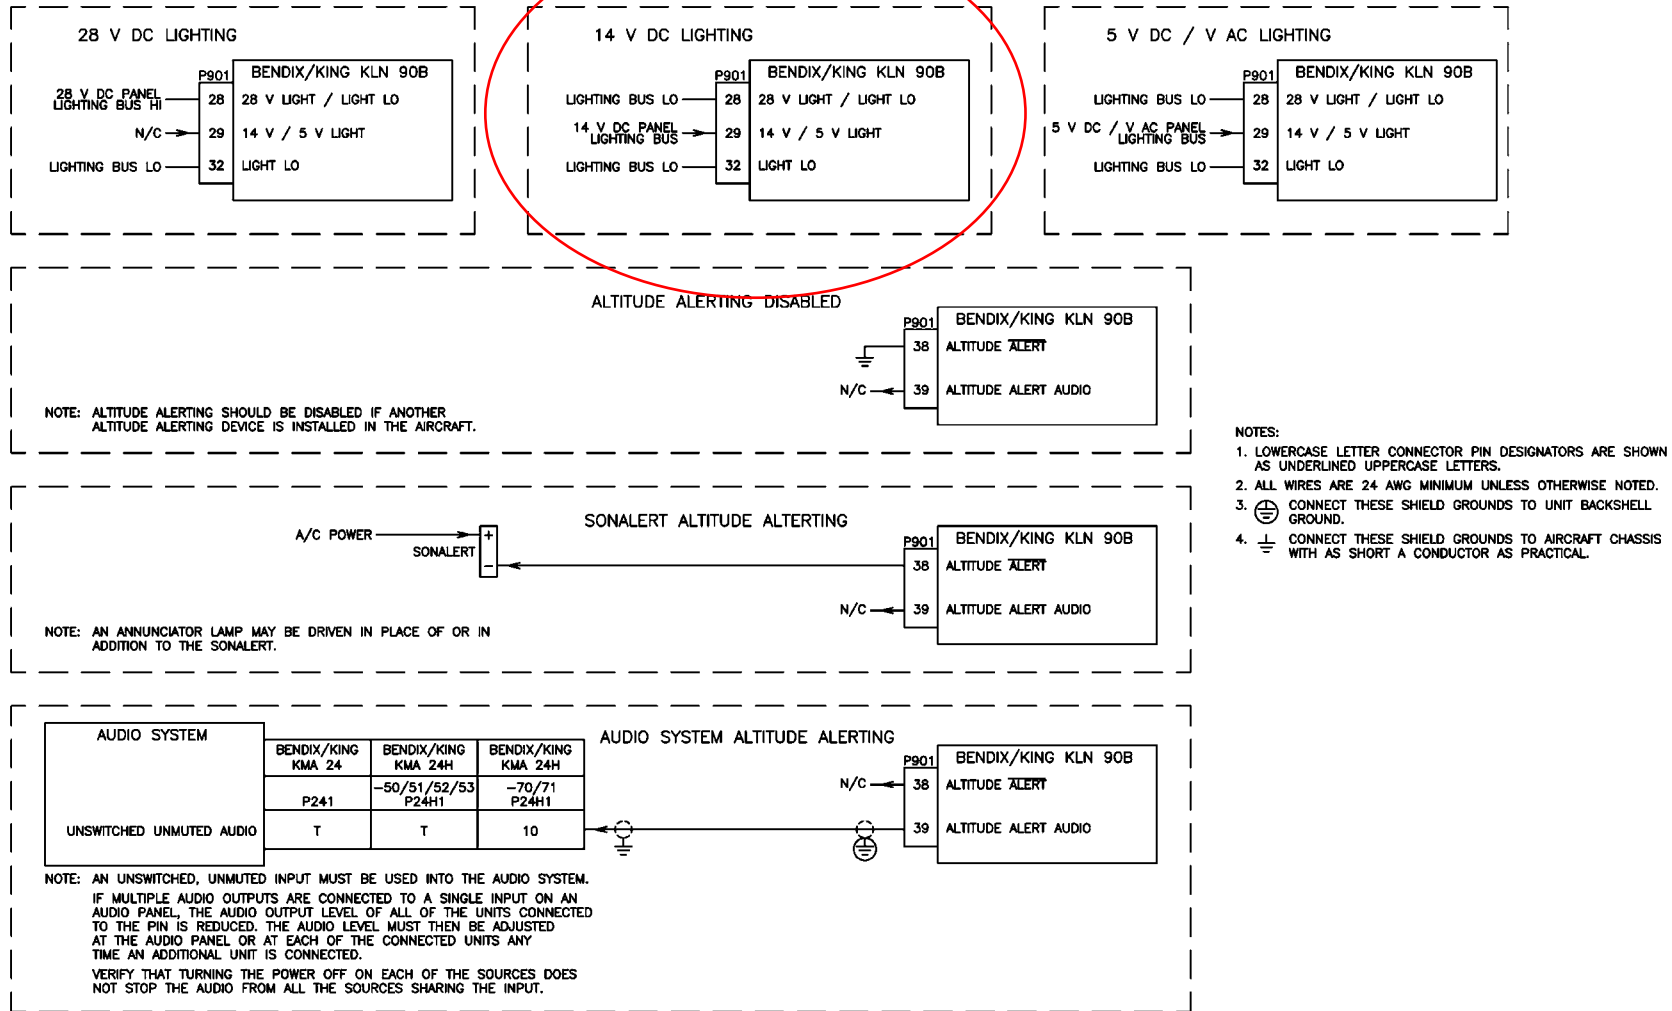 28 V DC LIGHTING
P901
BENDIX/KING KLN 90B
28 V DC PANEL
LIGHTING BUS HI
28
28 V LIGHT / LIGHT LO
N/C
29
14 V / 5 V LIGHT
LIGHTING BUS LO
32
LIGHT LO
14 V DC LIGHTING
P901
BENDIX/KING KLN 90B
LIGHTING BUS LO
28
28 V LIGHT / LIGHT LO
14 V DC PANEL
LIGHTING BUS
29
14 V / 5 V LIGHT
LIGHTING BUS LO
32
LIGHT LO
5 V DC / V AC LIGHTING
P901
BENDIX/KING KLN 90B
LIGHTING BUS LO
28
28 V LIGHT / LIGHT LO
5 V DC / V AC PANEL
LIGHTING BUS
29
14 V / 5 V LIGHT
LIGHTING BUS LO
32
LIGHT LO
ALTITUDE ALERTING DISABLED
P901
BENDIX/KING KLN 90B
38
ALTITUDE ALERT
N/C
39
ALTITUDE ALERT AUDIO
NOTE: ALTITUDE ALERTING SHOULD BE DISABLED IF ANOTHER
ALTITUDE ALERTING DEVICE IS INSTALLED IN THE AIRCRAFT.
NOTES:
1. LOWERCASE LETTER CONNECTOR PIN DESIGNATORS ARE SHOWN
AS UNDERLINED UPPERCASE LETTERS.
2. ALL WIRES ARE 24 AWG MINIMUM UNLESS OTHERWISE NOTED.
3. CONNECT THESE SHIELD GROUNDS TO UNIT BACKSHELL
GROUND.
4. CONNECT THESE SHIELD GROUNDS TO AIRCRAFT CHASSIS
WITH AS SHORT A CONDUCTOR AS PRACTICAL.
SONALERT ALTITUDE ALTERTING
A/C POWER
+
SONALERT
−
P901
BENDIX/KING KLN 90B
38
ALTITUDE ALERT
N/C
39
ALTITUDE ALERT AUDIO
NOTE: AN ANNUNCIATOR LAMP MAY BE DRIVEN IN PLACE OF OR IN
ADDITION TO THE SONALERT.
AUDIO SYSTEM ALTITUDE ALERTING
AUDIO SYSTEM
BENDIX/KING
KMA 24
BENDIX/KING
KMA 24H
BENDIX/KING
KMA 24H
P241
−50/51/52/53
P24H1
−70/71
P24H1
UNSWITCHED UNMUTED AUDIO
T
T
10
P901
BENDIX/KING KLN 90B
N/C
38
ALTITUDE ALERT
39
ALTITUDE ALERT AUDIO
NOTE: AN UNSWITCHED, UNMUTED INPUT MUST BE USED INTO THE AUDIO SYSTEM.
IF MULTIPLE AUDIO OUTPUTS ARE CONNECTED TO A SINGLE INPUT ON AN
AUDIO PANEL, THE AUDIO OUTPUT LEVEL OF ALL OF THE UNITS CONNECTED
TO THE PIN IS REDUCED. THE AUDIO LEVEL MUST THEN BE ADJUSTED
AT THE AUDIO PANEL OR AT EACH OF THE CONNECTED UNITS ANY
TIME AN ADDITIONAL UNIT IS CONNECTED.
VERIFY THAT TURNING THE POWER OFF ON EACH OF THE SOURCES DOES
NOT STOP THE AUDIO FROM ALL THE SOURCES SHARING THE INPUT.